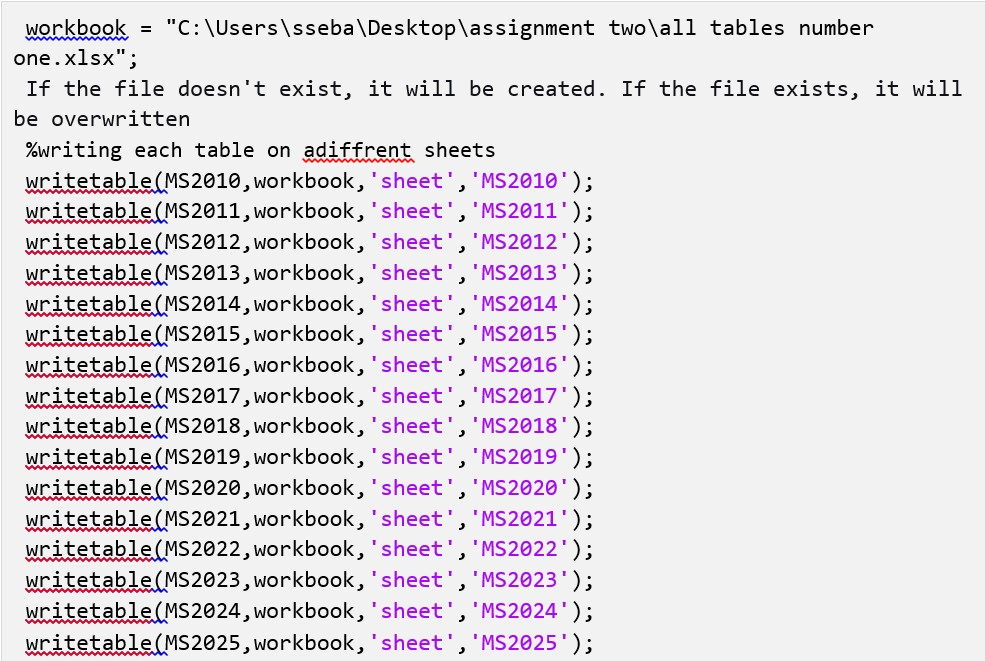 workbook = "C:\Users\sseba\Desktop\assignment two\all tables number
one.xlsx";
If the file doesn't exist, it will be created. If the file exists, it will
be overwritten
%writing each table on adiffrent sheets
writetable(MS2010,workbook,'sheet','MS2010');
writetable(MS2011,workbook,'sheet','MS2011');
writetable(MS2012,workbook,'sheet','MS2012');
writetable(MS2013,workbook,'sheet','MS2013');
writetable(MS2014,workbook,'sheet','MS2014');
writetable(MS2015,workbook,'sheet','MS2015');
writetable(MS2016,workbook,'sheet','MS2016');
writetable(MS2017,workbook,'sheet','MS2017');
writetable(MS2018,workbook,'sheet','MS2018');
writetable(MS2019,workbook,'sheet','MS2019');
writetable(MS2020,workbook,'sheet','MS2020');
writetable(MS2021,workbook,'sheet','MS2021');
writetable(MS2022,workbook,'sheet','MS2022');
writetable(MS2023,workbook,'sheet','MS2023');
writetable(MS2024,workbook,'sheet','MS2024');
writetable(MS2025,workbook,'sheet','MS2025');